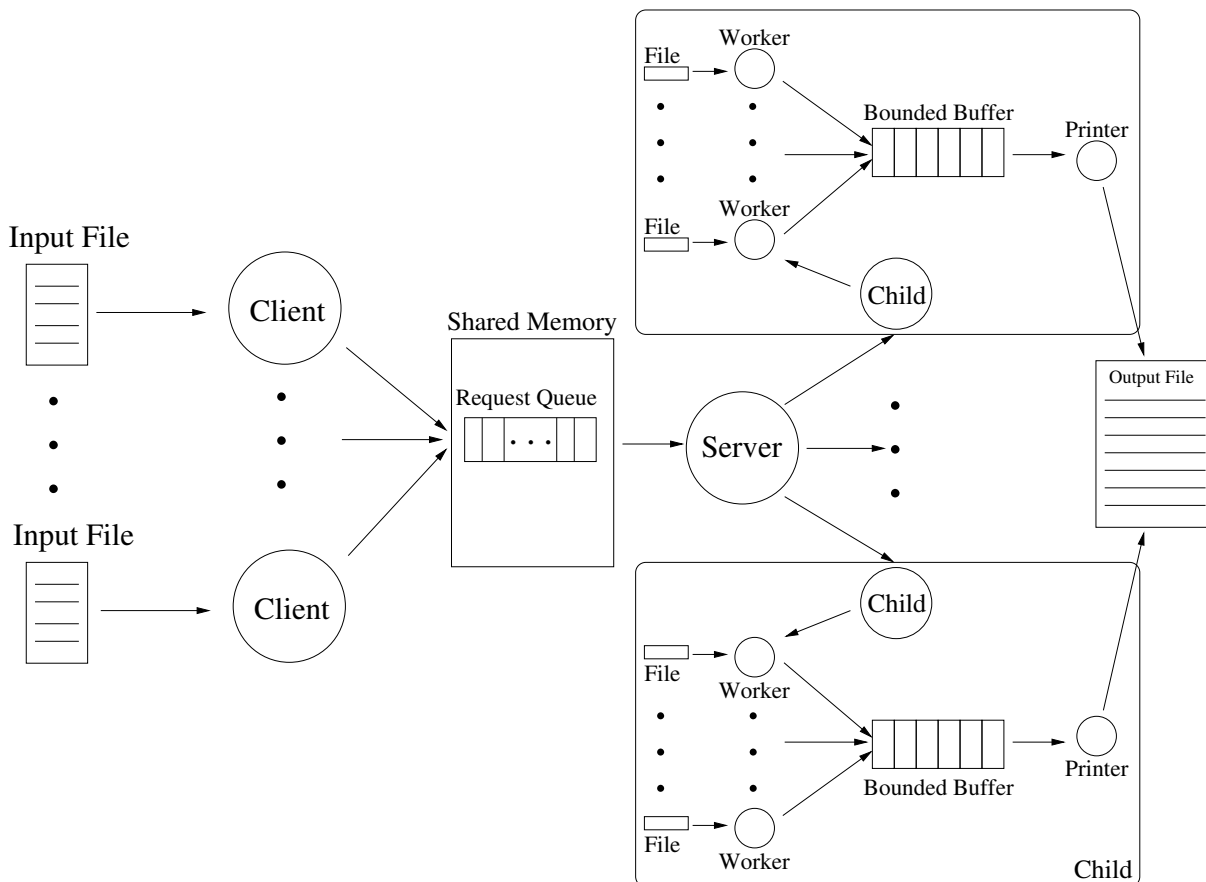 Input File
Input File
Client
Client
Shared Memory
Request Queue
Server
File
Worker
Bounded Buffer
Printer
File
Worker
Child
Output File
Child
File
Worker
Bounded Buffer
Printer
File
Worker
Child